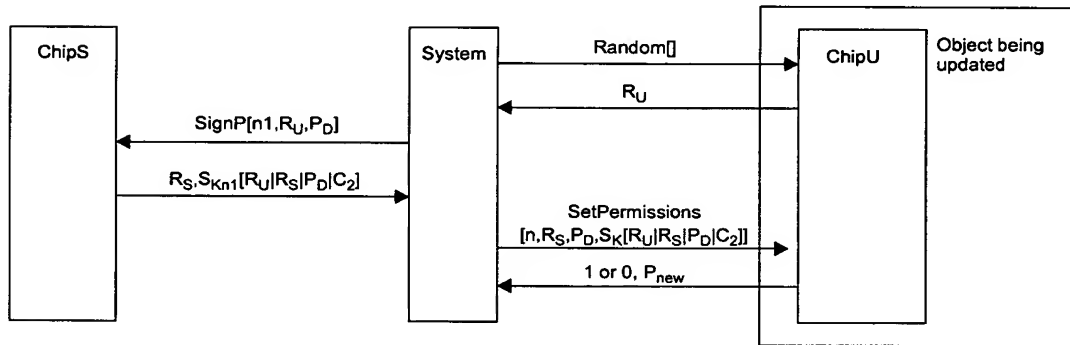 ChipS
System
ChipU
Object being
updated
Random[]
R_U
SignP[n1,R_U,P_D]
R_S,S_Kn1[R_U|R_S|P_D|C_2]
SetPermissions
[n,R_S,P_D,S_K[R_U|R_S|P_D|C_2]]
1 or 0, P_new